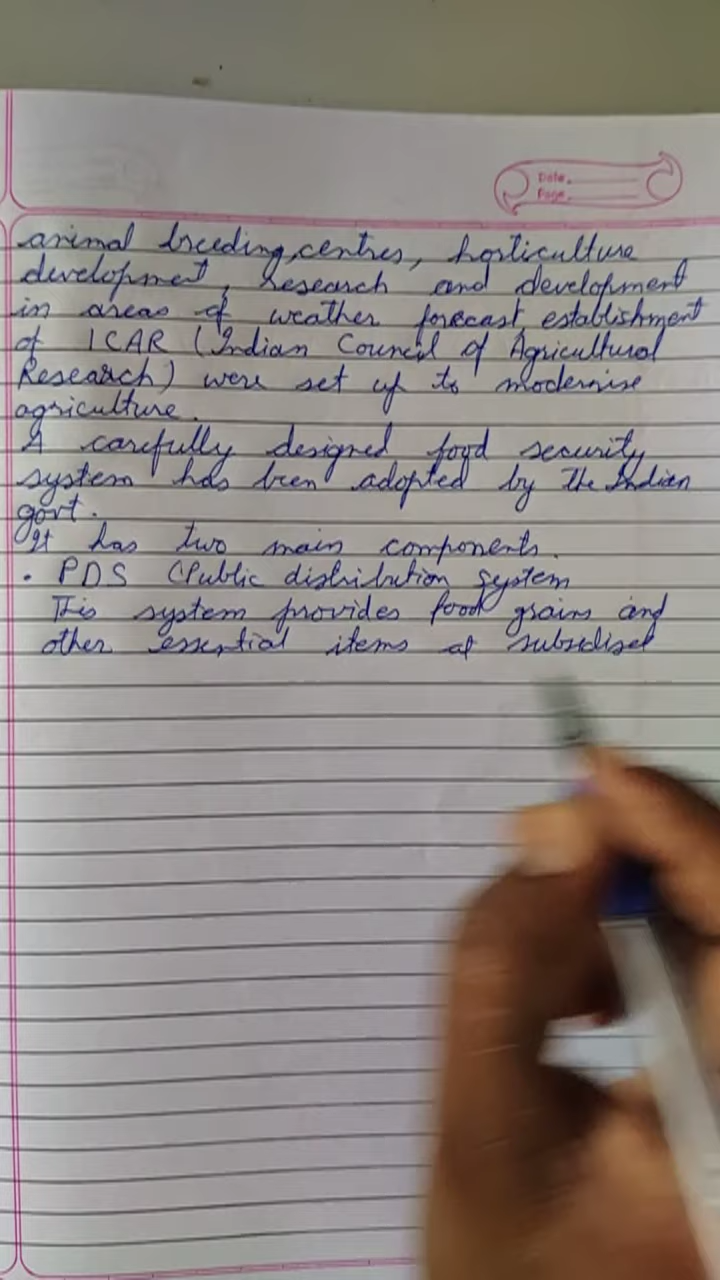 Date.
Page.
animal breeding,centres, horticulture
development, Research and development
in areas of weather forecast, establishment
of ICAR (Indian Council of Agricultural
Research) were set up to modernise
agriculture.
A carefully designed food security
system has been adopted by the Indian
govt.
It has two main components.
• PDS (Public distribution system
This system provides food grains and
other essential items at subsidised